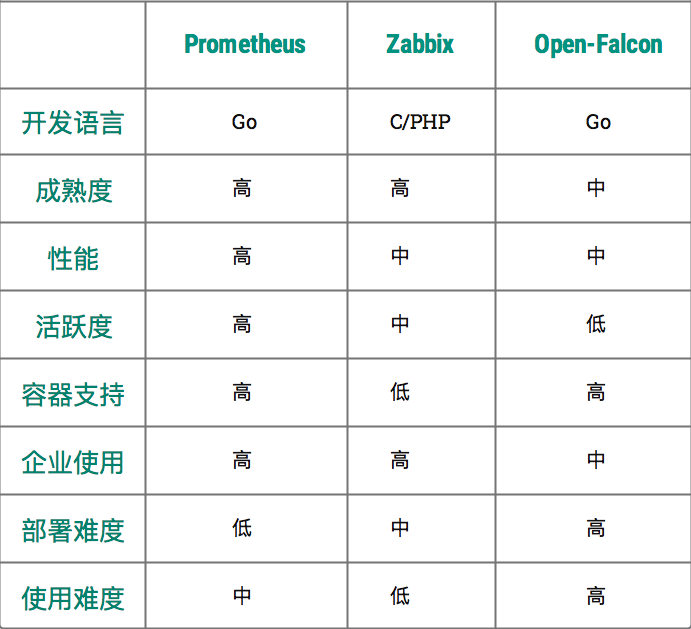 Prometheus Zabbix Open-Falcon
开发语言 Go C/PHP Go
成熟度 高 高 中
性能 高 中 中
活跃度 高 中 低
容器支持 高 低 高
企业使用 高 高 中
部署难度 低 中 高
使用难度 中 低 高